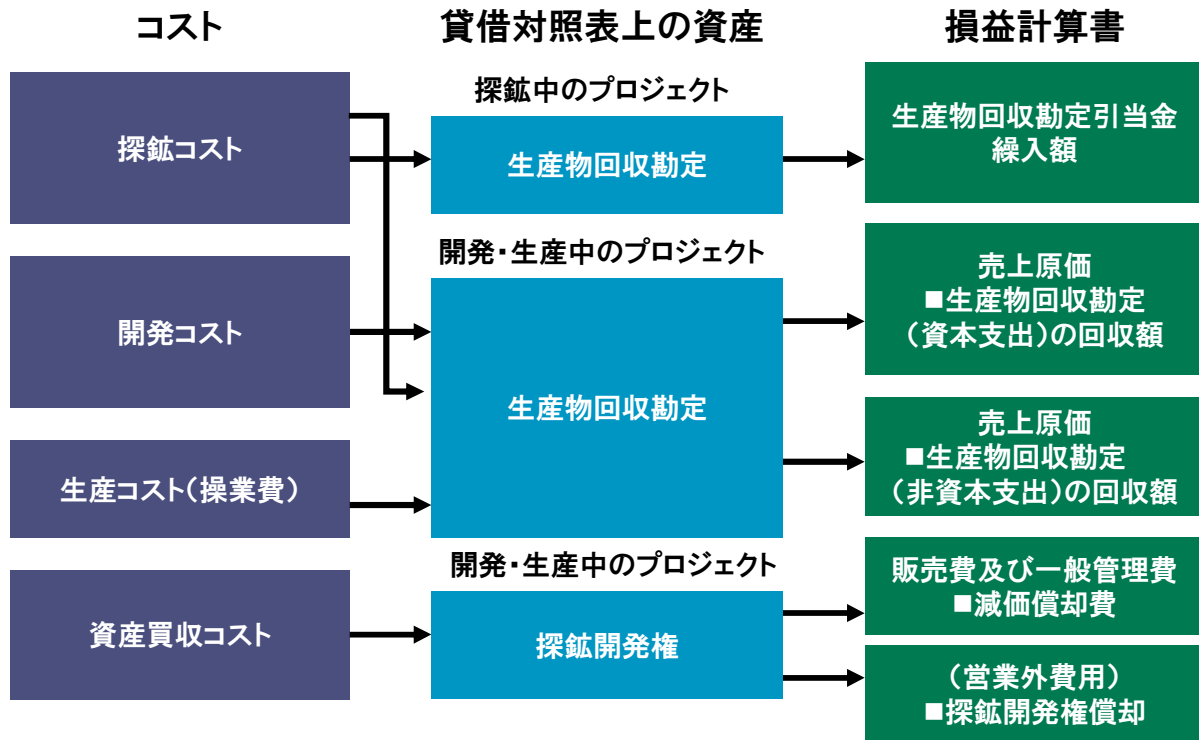 コスト
貸借対照表上の資産
損益計算書
探鉱コスト
開発コスト
生産コスト(操業費)
資産買収コスト
探鉱中のプロジェクト
生産物回収勘定
開発・生産中のプロジェクト
生産物回収勘定
開発・生産中のプロジェクト
探鉱開発権
生産物回収勘定引当金
繰入額
売上原価
■生産物回収勘定
(資本支出)の回収額
売上原価
■生産物回収勘定
(非資本支出)の回収額
販売費及び一般管理費
■減価償却費
(営業外費用)
■探鉱開発権償却